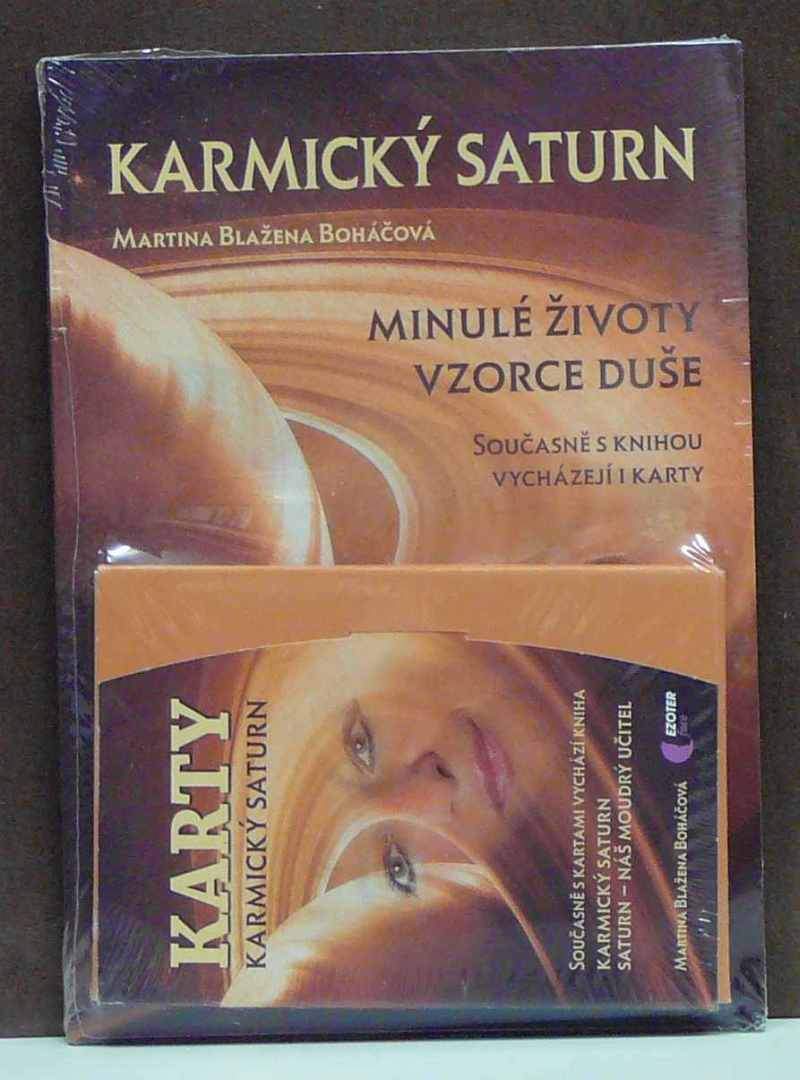 KARMICKÝ SATURN
MARTINA BLAŽENA BOHÁČOVÁ
MINULÉ ŽIVOTY
VZORCE DUŠE
SOUČASNĚ S KNIHOU
VYCHÁZEJÍ I KARTY
KARTY
KARMICKÝ SATURN
SOUČASNĚ S KARTAMI VYCHÁZÍ KNIHA
KARMICKÝ SATURN
SATURN – NÁŠ MOUDRÝ UČITEL
MARTINA BLAŽENA BOHÁČOVÁ
EZOTER